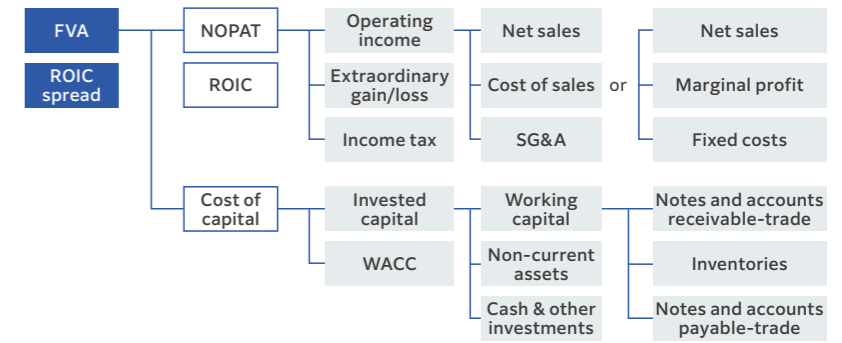 FVA
NOPAT
Operating
income
Net sales
Net sales
ROIC
spread
ROIC
Extraordinary
gain/loss
Cost of sales
or
Marginal profit
Income tax
SG&A
Fixed costs
Cost of
capital
Invested
capital
Working
capital
Notes and accounts
receivable-trade
WACC
Non-current
assets
Inventories
Cash & other
investments
Notes and accounts
payable-trade